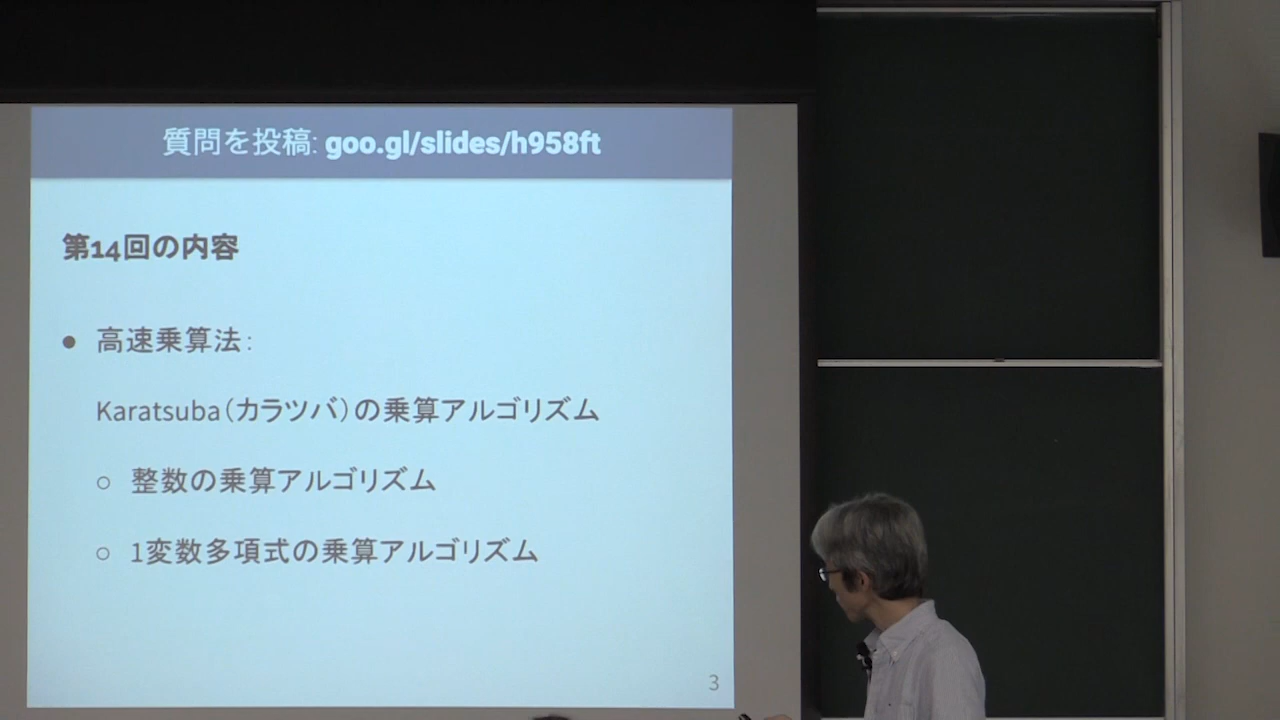 質問を投稿: goo.gl/slides/h958ft
第14回の内容
● 高速乗算法:
Karatsuba(カラツバ)の乗算アルゴリズム
○ 整数の乗算アルゴリズム
○ 1変数多項式の乗算アルゴリズム
3